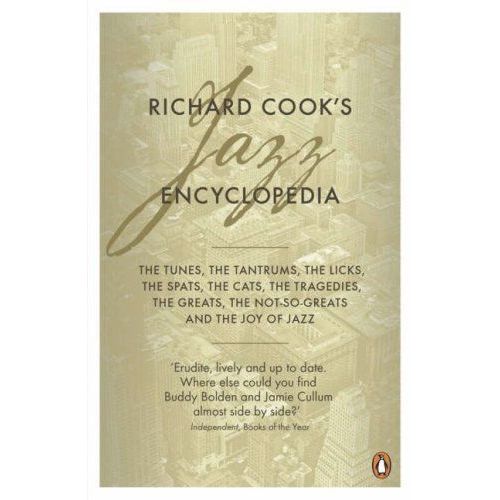 RICHARD COOK'S
Jazz
ENCYCLOPEDIA
THE TUNES, THE TANTRUMS, THE LICKS,
THE SPATS, THE CATS, THE TRAGEDIES,
THE GREATS, THE NOT-SO-GREATS
AND THE JOY OF JAZZ
'Erudite, lively and up to date.
Where else could you find
Buddy Bolden and Jamie Cullum
almost side by side?'
Independent, Books of the Year